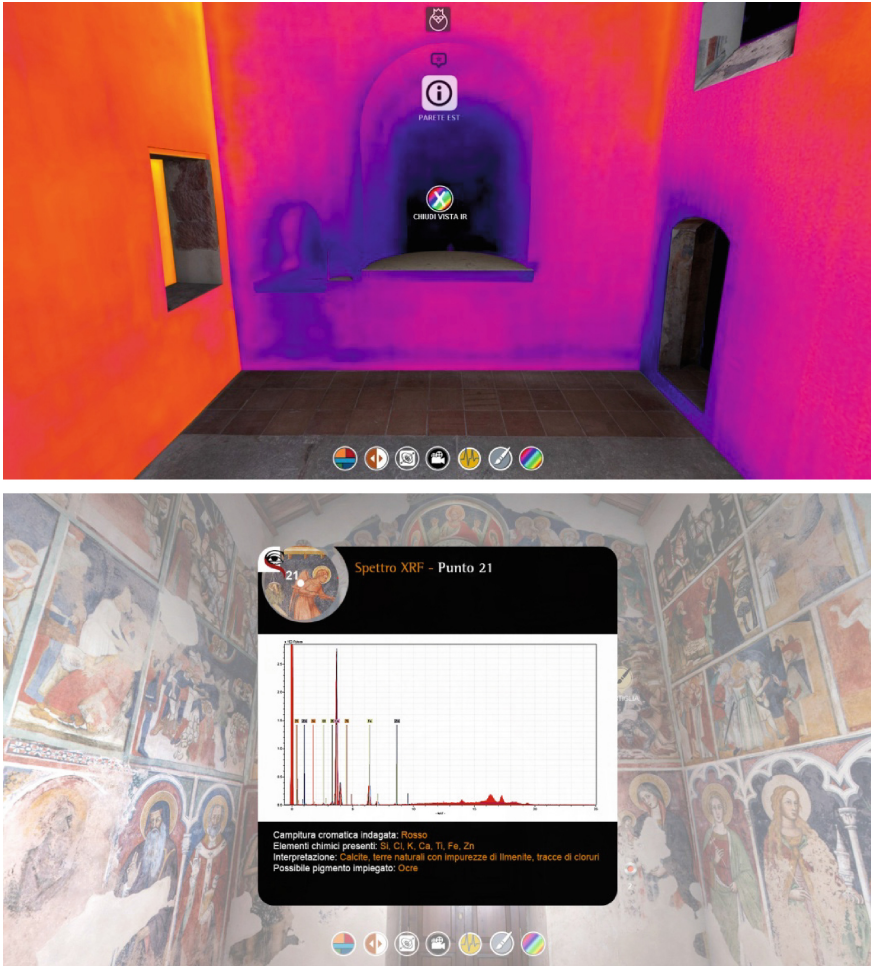 PARETE EST
CHIUDI VISTA IR
21
Spettro XRF - Punto 21
Fe
Campitura cromatica indagata: Rosso
Elementi chimici presenti: Si, Cl, K, Ca, Ti, Fe, Zn
Interpretazione: Calcite, terre naturali con impurezze di Ilmenite, tracce di cloruri
Possibile pigmento impiegato: Ocre